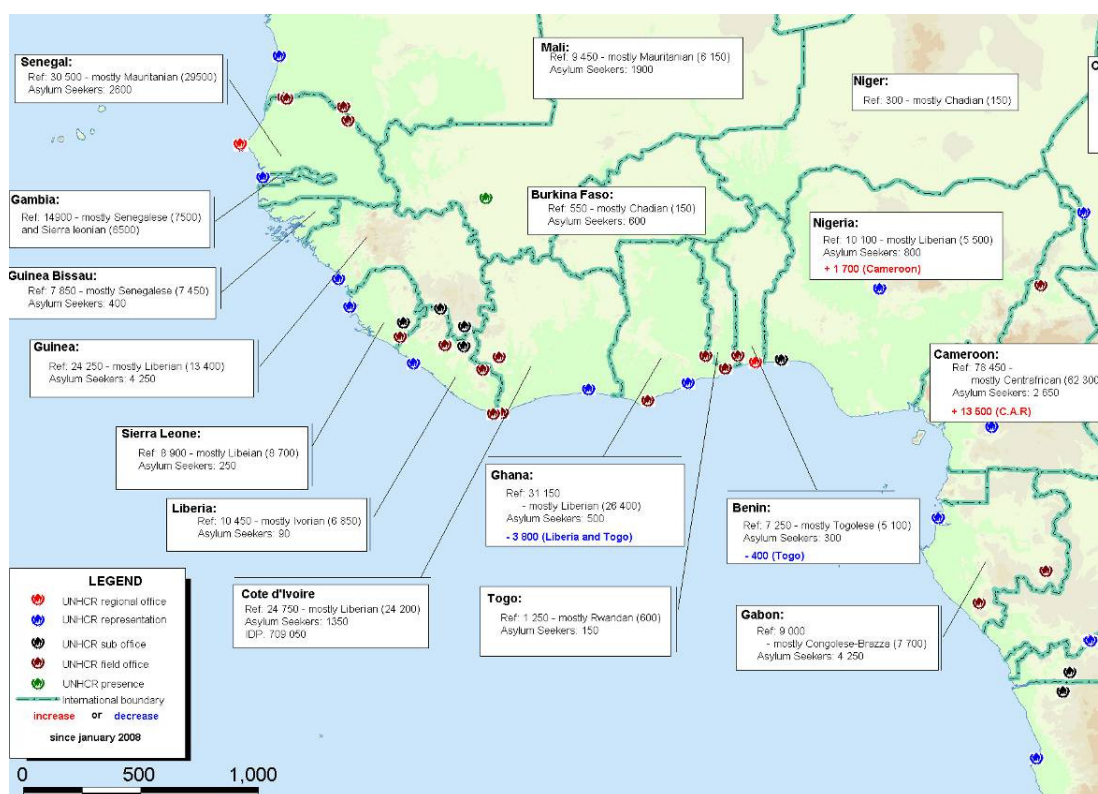 Senegal:
Ref: 30 500 - mostly Mauritanian (29500)
Asylum Seekers: 2600
Mali:
Ref: 9 450 - mostly Mauritanian (6 150)
Asylum Seekers: 1900
Niger:
Ref: 300 - mostly Chadian (150)
C
Gambia:
Ref: 14900 - mostly Senegalese (7500)
and Sierra leonian (6500)
Burkina Faso:
Ref: 550 - mostly Chadian (150)
Asylum Seekers: 600
Nigeria:
Ref: 10 100 - mostly Liberian (5 500)
Asylum Seekers: 800
+ 1 700 (Cameroon)
Guinea Bissau:
Ref: 7 850 - mostly Senegalese (7 450)
Asylum Seekers: 400
Guinea:
Ref: 24 250 - mostly Liberian (13 400)
Asylum Seekers: 4 250
Cameroon:
Ref: 78 450 -
mostly Centrafrican (62 300
Asylum Seekers: 2 650
+ 13 500 (C.A.R)
Sierra Leone:
Ref: 8 900 - mostly Libeian (8 700)
Asylum Seekers: 250
Liberia:
Ref: 10 450 - mostly Ivorian (6 850)
Asylum Seekers: 90
Ghana:
Ref: 31 150
- mostly Liberian (26 400)
Asylum Seekers: 500
- 3 800 (Liberia and Togo)
Benin:
Ref: 7 250 - mostly Togolese (5 100)
Asylum Seekers: 300
- 400 (Togo)
Cote d'Ivoire
Ref: 24 750 - mostly Liberian (24 200)
Asylum Seekers: 1350
IDP: 709 050
Togo:
Ref: 1 250 - mostly Rwandan (600)
Asylum Seekers: 150
Gabon:
Ref: 9 000
- mostly Congolese-Brazza (7 700)
Asylum Seekers: 4 250
LEGEND
UNHCR regional office
UNHCR representation
UNHCR sub office
UNHCR field office
UNHCR presence
International boundary
increase or decrease
since january 2008
0 500 1,000